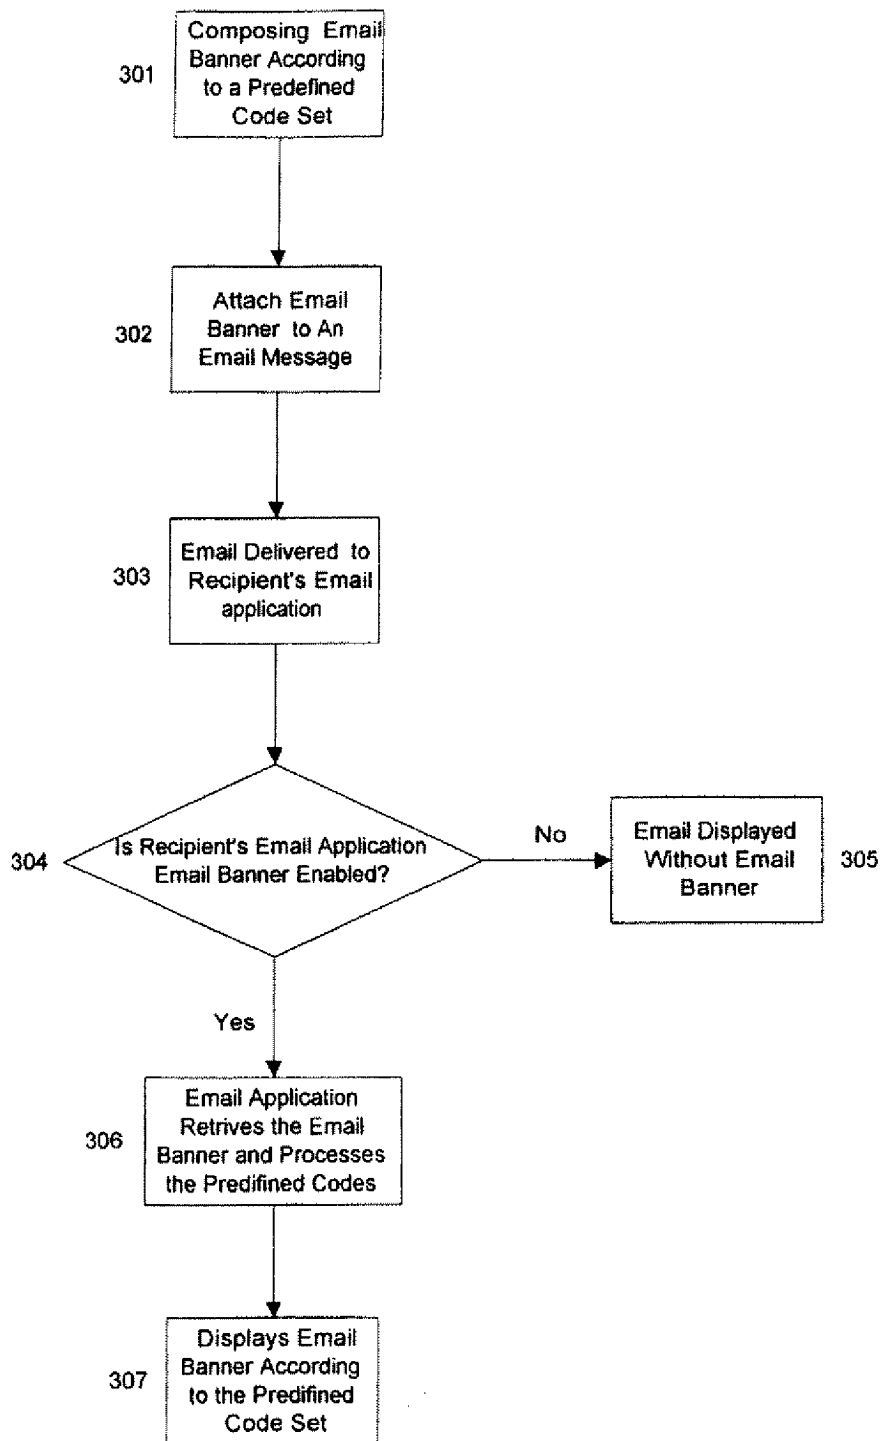 Composing Email
Banner According
to a Predefined
Code Set
301
Attach Email
Banner to An
Email Message
302
Email Delivered to
Recipient's Email
application
303
Is Recipient's Email Application
Email Banner Enabled?
304
No
Email Displayed
Without Email
Banner
305
Yes
Email Application
Retrives the Email
Banner and Processes
the Predifined Codes
306
Displays Email
Banner According
to the Predifined
Code Set
307